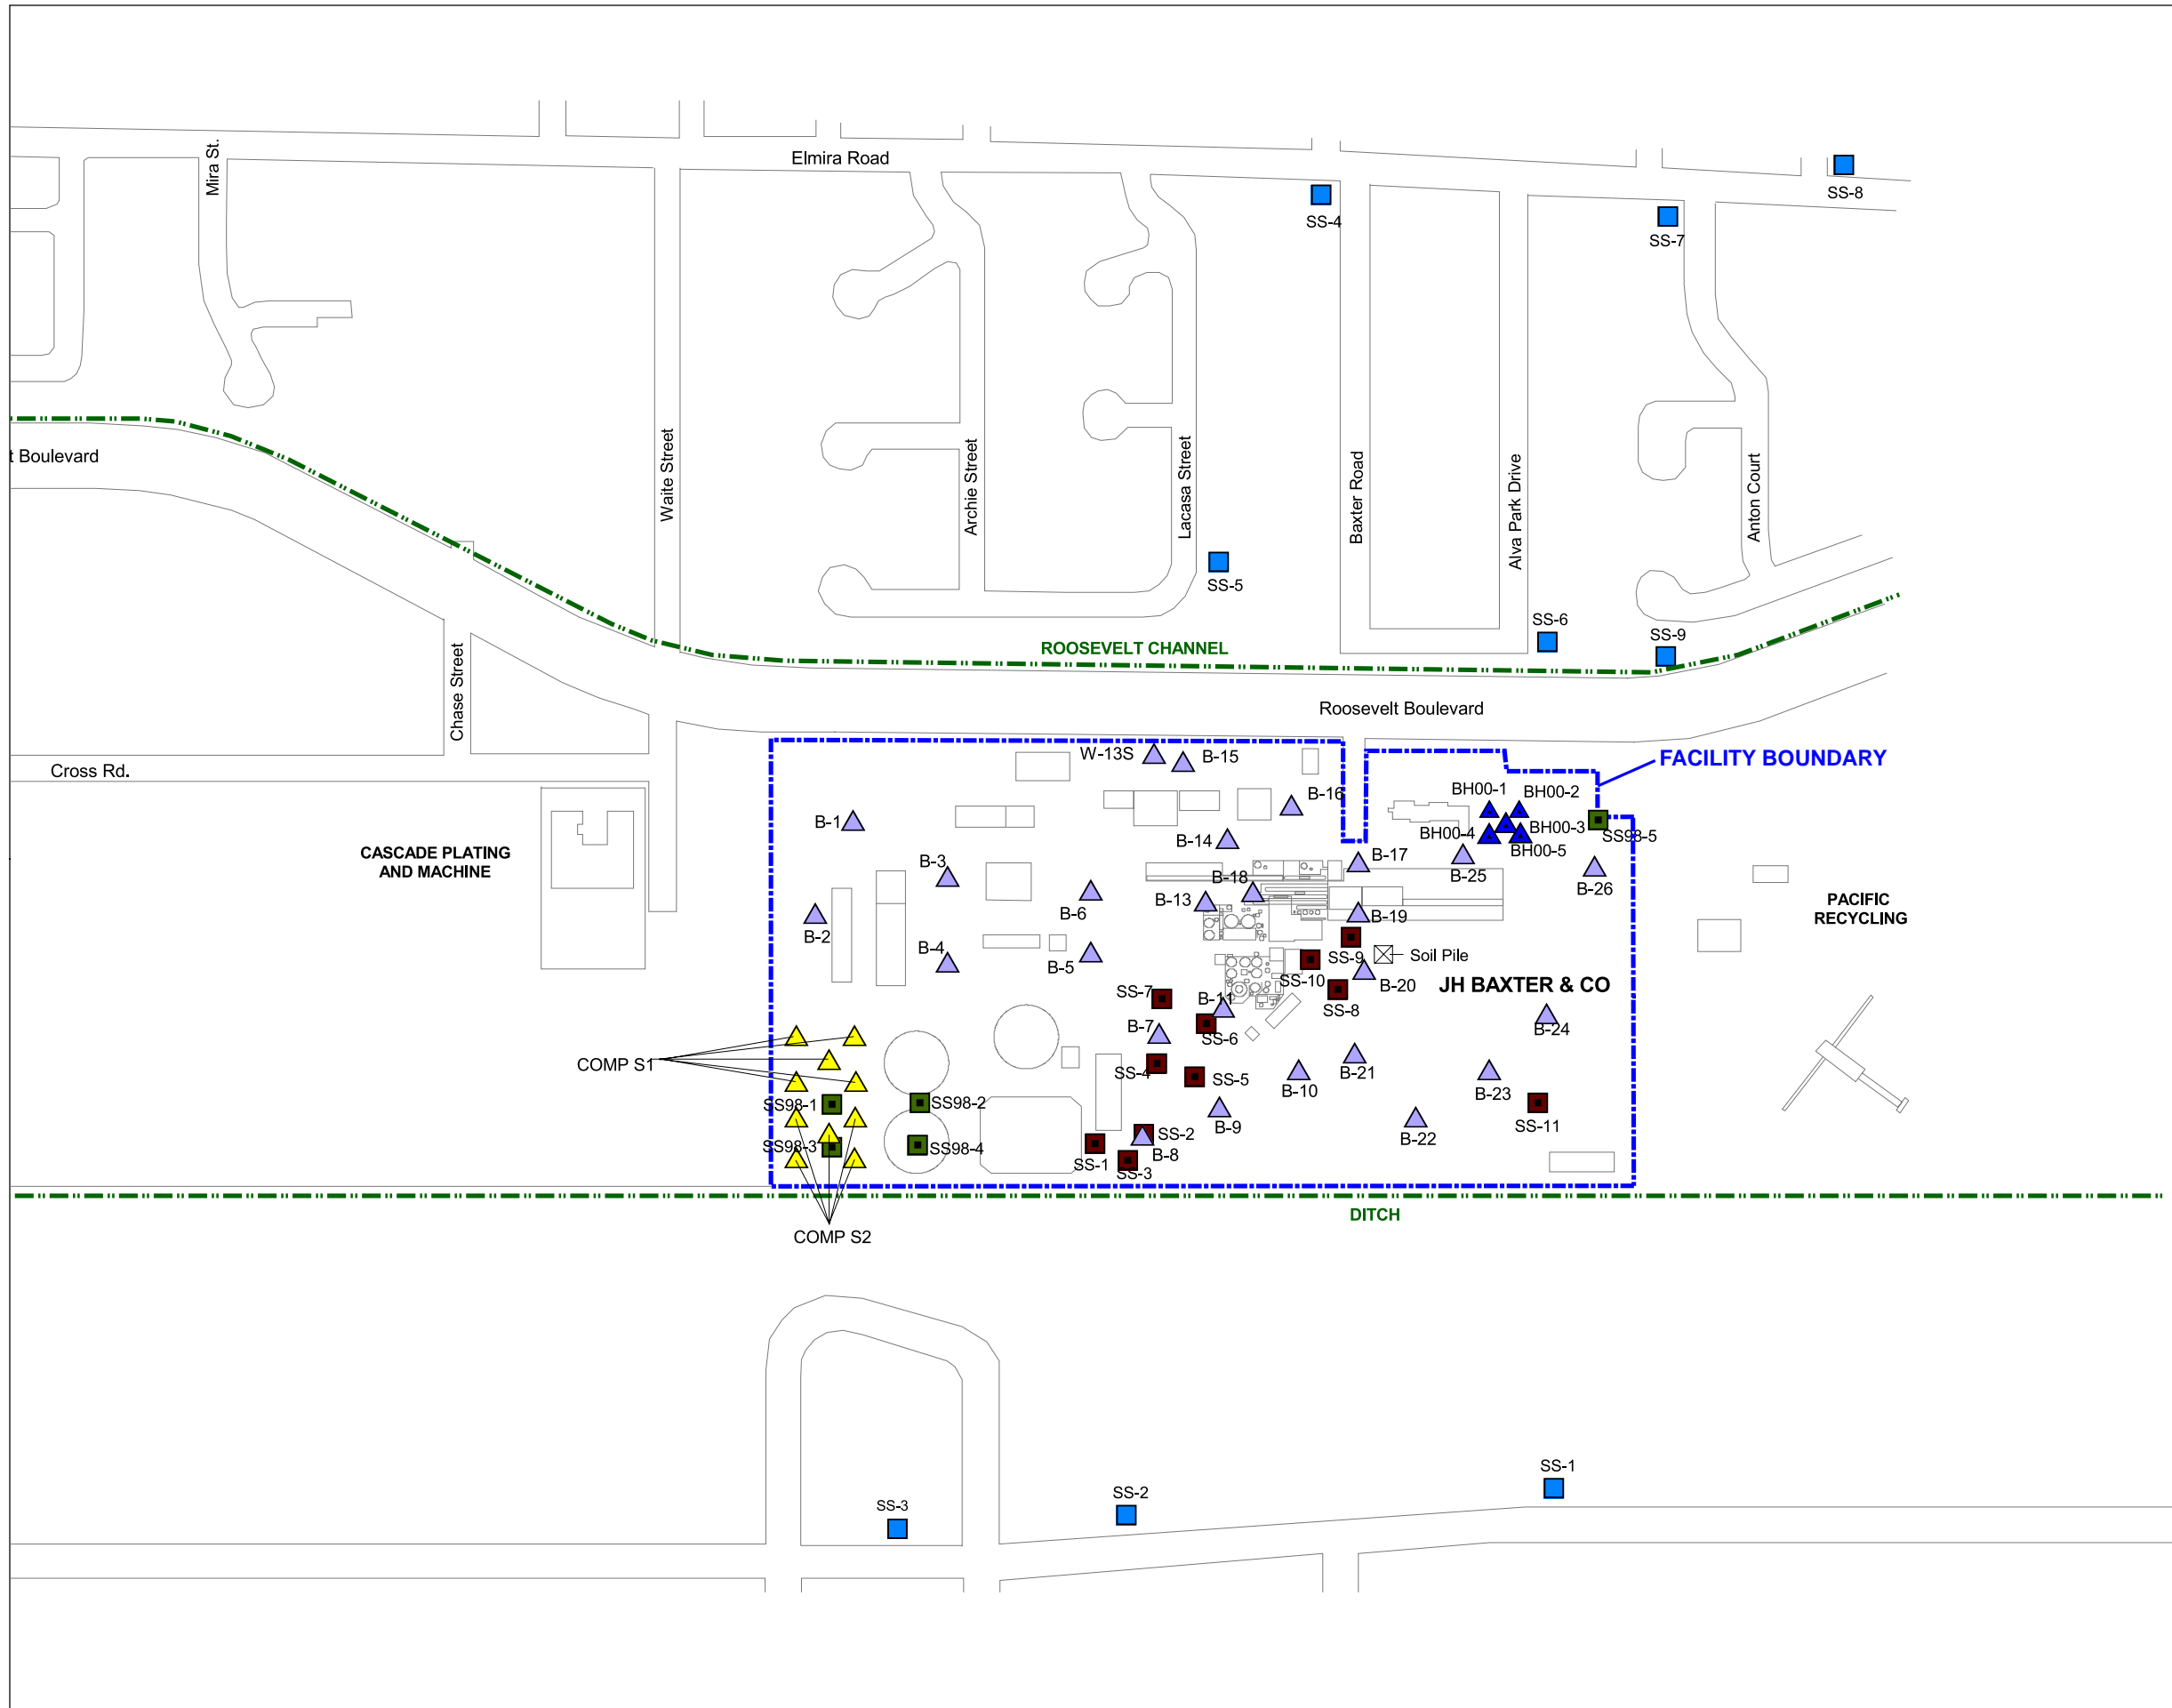 Mira St.
Elmira Road
SS-8
SS-4
SS-7
t Boulevard
Waite Street
Archie Street
Lacasa Street
Baxter Road
Alva Park Drive
Anton Court
SS-5
SS-6
SS-9
ROOSEVELT CHANNEL
Chase Street
Roosevelt Boulevard
Cross Rd.
FACILITY BOUNDARY
W-13S
B-15
B-16
BH00-1
BH00-2
B-1
B-14
BH00-4
BH00-3
SS98-5
BH00-5
CASCADE PLATING
AND MACHINE
B-3
B-17
B-25
B-26
B-18
B-6
B-13
B-19
PACIFIC
RECYCLING
B-2
B-4
B-5
SS-9
Soil Pile
SS-10
B-20
JH BAXTER & CO
SS-7
B-11
SS-8
B-7
SS-6
B-24
COMP S1
SS-4
SS-5
B-10
B-21
B-23
SS98-1
SS98-2
SS-11
B-9
B-22
SS98-3
SS98-4
SS-2
B-8
SS-1
SS-3
DITCH
COMP S2
SS-1
SS-2
SS-3